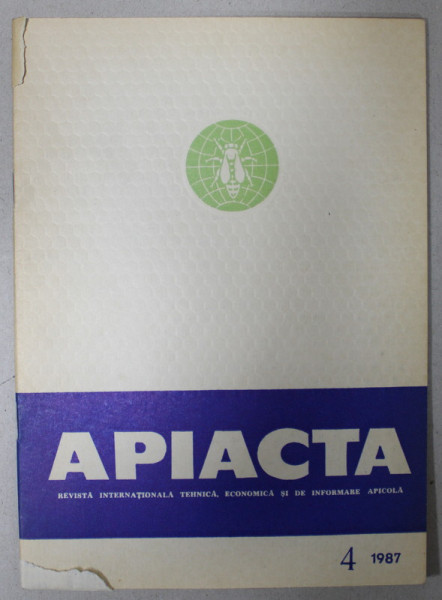 APIACTA
REVISTĂ INTERNAȚIONALĂ TEHNICĂ, ECONOMICĂ ȘI DE INFORMARE APICOLĂ
4 1987